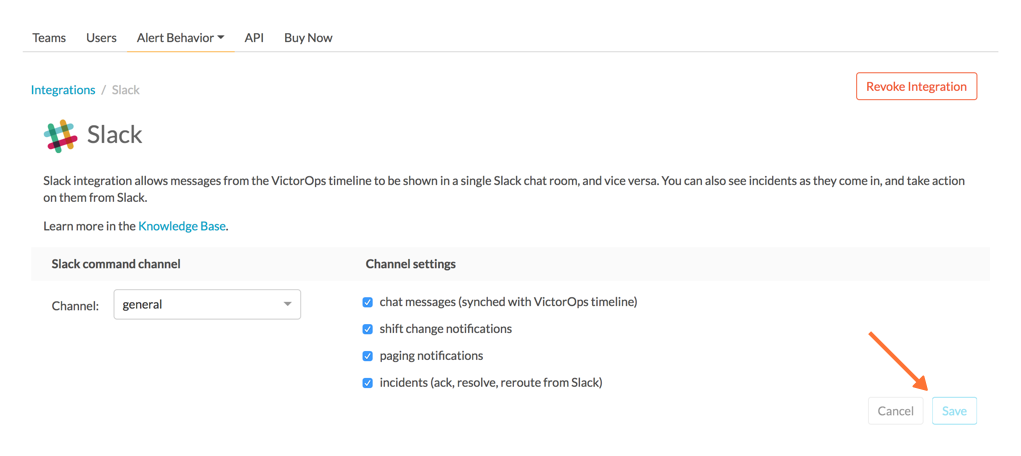 Teams Users Alert Behavior API Buy Now
Integrations / Slack
Revoke Integration
Slack
Slack integration allows messages from the VictorOps timeline to be shown in a single Slack chat room, and vice versa. You can also see incidents as they come in, and take action
on them from Slack.
Learn more in the Knowledge Base.
Slack command channel
Channel settings
Channel: general
chat messages (synched with VictorOps timeline)
shift change notifications
paging notifications
incidents (ack, resolve, reroute from Slack)
Cancel Save